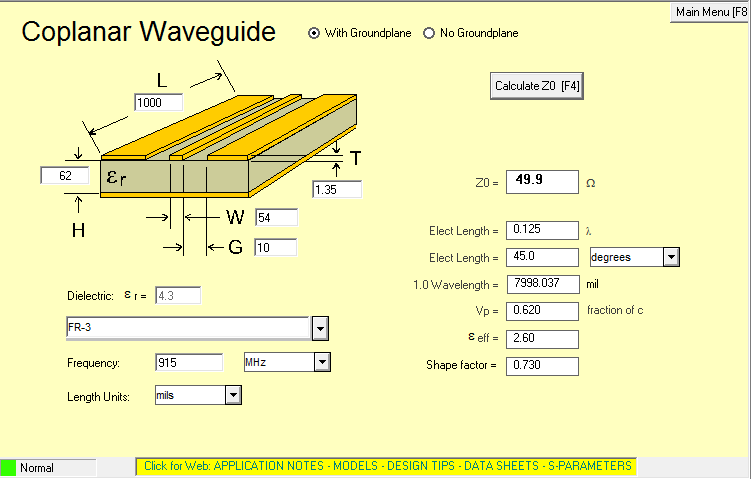 Main Menu [F8
Coplanar Waveguide
With Groundplane No Groundplane
L
1000
Calculate Z0 [F4]
T
62
εr
1.35
Z0 = 49.9 Ω
H
W 54
G 10
Elect Length = 0.125 λ
Elect Length = 45.0 degrees
1.0 Wavelength = 7998.037 mil
Dielectric: ε r = 4.3
Vp = 0.620 fraction of c
FR-3
ε eff = 2.60
Frequency: 915 MHz
Shape factor = 0.730
Length Units: mils
Normal
Click for Web: APPLICATION NOTES - MODELS - DESIGN TIPS - DATA SHEETS - S-PARAMETERS